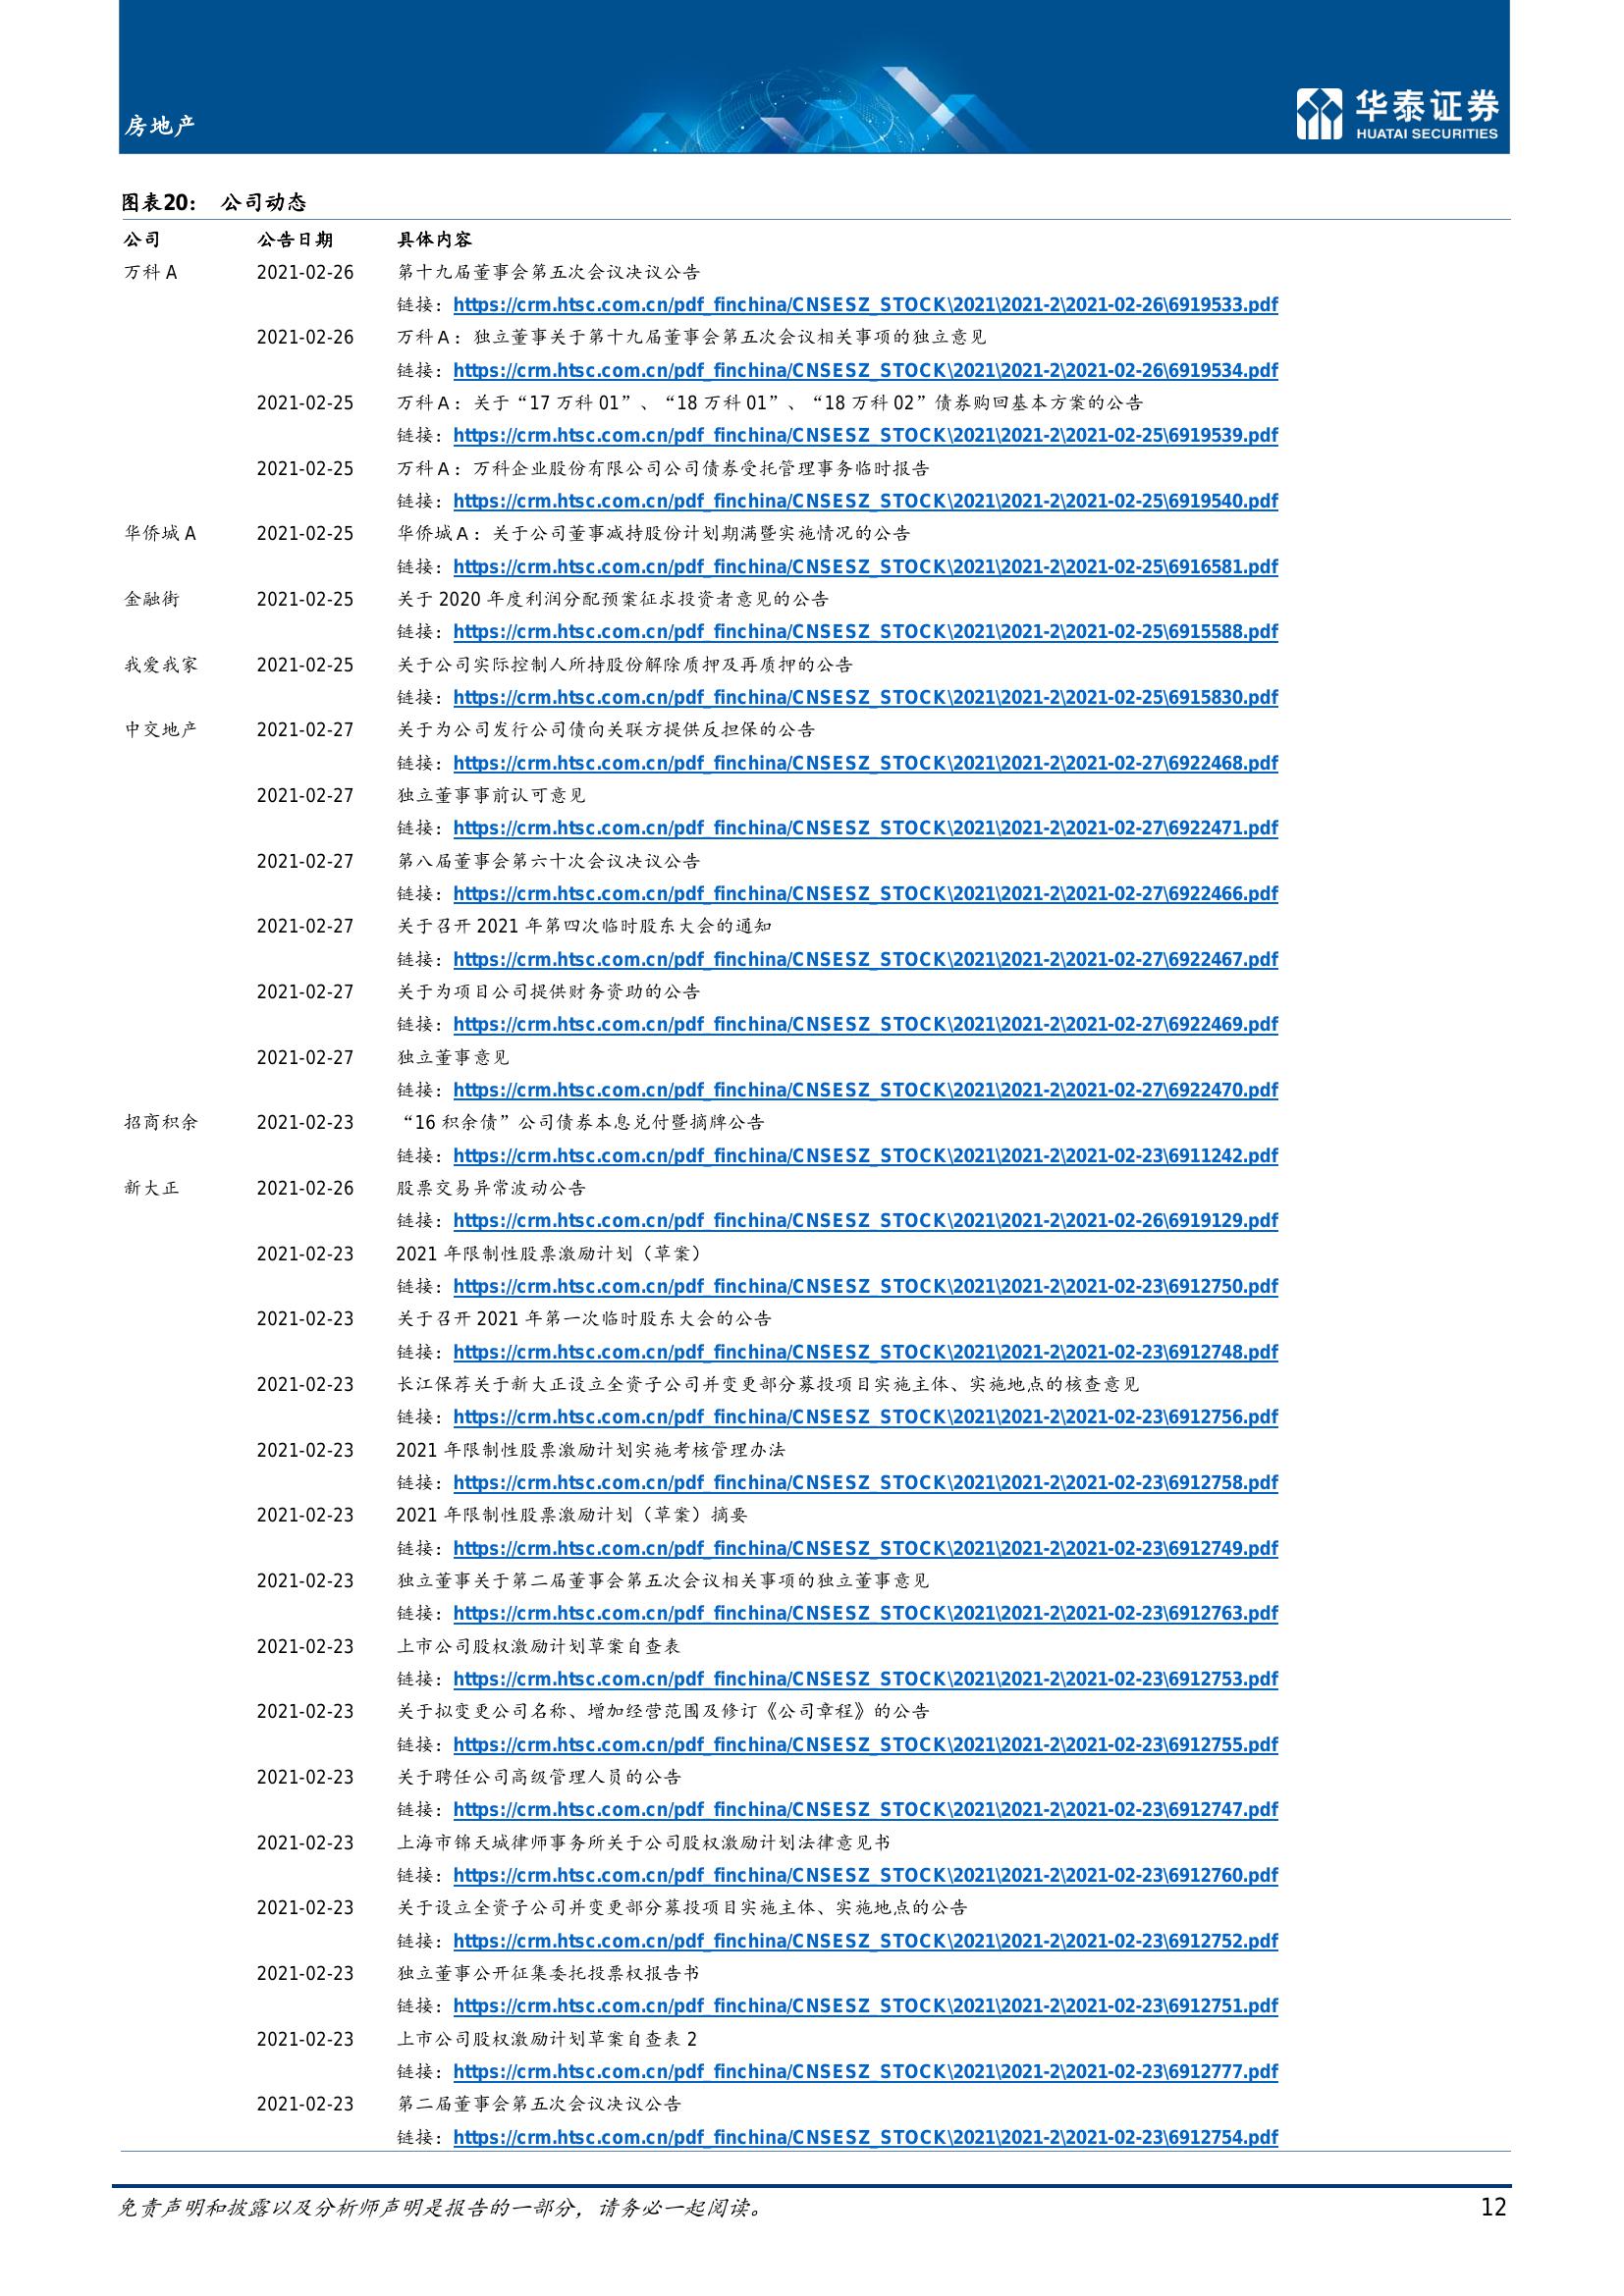 房地产
华泰证券
HUATAI SECURITIES
图表20： 公司动态
公司 公告日期 具体内容
万科 A 2021-02-26 第十九届董事会第五次会议决议公告
链接：https://crm.htsc.com.cn/pdf_finchina/CNSESZ_STOCK\2021\2021-2\2021-02-26\6919533.pdf
2021-02-26 万科 A：独立董事关于第十九届董事会第五次会议相关事项的独立意见
链接：https://crm.htsc.com.cn/pdf_finchina/CNSESZ_STOCK\2021\2021-2\2021-02-26\6919534.pdf
2021-02-25 万科 A：关于“17 万科 01”、“18 万科 01”、“18 万科 02”债券购回基本方案的公告
链接：https://crm.htsc.com.cn/pdf_finchina/CNSESZ_STOCK\2021\2021-2\2021-02-25\6919539.pdf
2021-02-25 万科 A：万科企业股份有限公司公司债券受托管理事务临时报告
链接：https://crm.htsc.com.cn/pdf_finchina/CNSESZ_STOCK\2021\2021-2\2021-02-25\6919540.pdf
华侨城 A 2021-02-25 华侨城 A：关于公司董事减持股份计划期满暨实施情况的公告
链接：https://crm.htsc.com.cn/pdf_finchina/CNSESZ_STOCK\2021\2021-2\2021-02-25\6916581.pdf
金融街 2021-02-25 关于 2020 年度利润分配预案征求投资者意见的公告
链接：https://crm.htsc.com.cn/pdf_finchina/CNSESZ_STOCK\2021\2021-2\2021-02-25\6915588.pdf
我爱我家 2021-02-25 关于公司实际控制人所持股份解除质押及再质押的公告
链接：https://crm.htsc.com.cn/pdf_finchina/CNSESZ_STOCK\2021\2021-2\2021-02-25\6915830.pdf
中交地产 2021-02-27 关于为公司发行公司债向关联方提供反担保的公告
链接：https://crm.htsc.com.cn/pdf_finchina/CNSESZ_STOCK\2021\2021-2\2021-02-27\6922468.pdf
2021-02-27 独立董事事前认可意见
链接：https://crm.htsc.com.cn/pdf_finchina/CNSESZ_STOCK\2021\2021-2\2021-02-27\6922471.pdf
2021-02-27 第八届董事会第六十次会议决议公告
链接：https://crm.htsc.com.cn/pdf_finchina/CNSESZ_STOCK\2021\2021-2\2021-02-27\6922466.pdf
2021-02-27 关于召开 2021 年第四次临时股东大会的通知
链接：https://crm.htsc.com.cn/pdf_finchina/CNSESZ_STOCK\2021\2021-2\2021-02-27\6922467.pdf
2021-02-27 关于为项目公司提供财务资助的公告
链接：https://crm.htsc.com.cn/pdf_finchina/CNSESZ_STOCK\2021\2021-2\2021-02-27\6922469.pdf
2021-02-27 独立董事意见
链接：https://crm.htsc.com.cn/pdf_finchina/CNSESZ_STOCK\2021\2021-2\2021-02-27\6922470.pdf
招商积余 2021-02-23 “16 积余债”公司债券本息兑付暨摘牌公告
链接：https://crm.htsc.com.cn/pdf_finchina/CNSESZ_STOCK\2021\2021-2\2021-02-23\6911242.pdf
新大正 2021-02-26 股票交易异常波动公告
链接：https://crm.htsc.com.cn/pdf_finchina/CNSESZ_STOCK\2021\2021-2\2021-02-26\6919129.pdf
2021-02-23 2021 年限制性股票激励计划（草案）
链接：https://crm.htsc.com.cn/pdf_finchina/CNSESZ_STOCK\2021\2021-2\2021-02-23\6912750.pdf
2021-02-23 关于召开 2021 年第一次临时股东大会的公告
链接：https://crm.htsc.com.cn/pdf_finchina/CNSESZ_STOCK\2021\2021-2\2021-02-23\6912748.pdf
2021-02-23 长江保荐关于新大正设立全资子公司并变更部分募投项目实施主体、实施地点的核查意见
链接：https://crm.htsc.com.cn/pdf_finchina/CNSESZ_STOCK\2021\2021-2\2021-02-23\6912756.pdf
2021-02-23 2021 年限制性股票激励计划实施考核管理办法
链接：https://crm.htsc.com.cn/pdf_finchina/CNSESZ_STOCK\2021\2021-2\2021-02-23\6912758.pdf
2021-02-23 2021 年限制性股票激励计划（草案）摘要
链接：https://crm.htsc.com.cn/pdf_finchina/CNSESZ_STOCK\2021\2021-2\2021-02-23\6912749.pdf
2021-02-23 独立董事关于第二届董事会第五次会议相关事项的独立董事意见
链接：https://crm.htsc.com.cn/pdf_finchina/CNSESZ_STOCK\2021\2021-2\2021-02-23\6912763.pdf
2021-02-23 上市公司股权激励计划草案自查表
链接：https://crm.htsc.com.cn/pdf_finchina/CNSESZ_STOCK\2021\2021-2\2021-02-23\6912753.pdf
2021-02-23 关于拟变更公司名称、增加经营范围及修订《公司章程》的公告
链接：https://crm.htsc.com.cn/pdf_finchina/CNSESZ_STOCK\2021\2021-2\2021-02-23\6912755.pdf
2021-02-23 关于聘任公司高级管理人员的公告
链接：https://crm.htsc.com.cn/pdf_finchina/CNSESZ_STOCK\2021\2021-2\2021-02-23\6912747.pdf
2021-02-23 上海市锦天城律师事务所关于公司股权激励计划法律意见书
链接：https://crm.htsc.com.cn/pdf_finchina/CNSESZ_STOCK\2021\2021-2\2021-02-23\6912760.pdf
2021-02-23 关于设立全资子公司并变更部分募投项目实施主体、实施地点的公告
链接：https://crm.htsc.com.cn/pdf_finchina/CNSESZ_STOCK\2021\2021-2\2021-02-23\6912752.pdf
2021-02-23 独立董事公开征集委托投票权报告书
链接：https://crm.htsc.com.cn/pdf_finchina/CNSESZ_STOCK\2021\2021-2\2021-02-23\6912751.pdf
2021-02-23 上市公司股权激励计划草案自查表 2
链接：https://crm.htsc.com.cn/pdf_finchina/CNSESZ_STOCK\2021\2021-2\2021-02-23\6912777.pdf
2021-02-23 第二届董事会第五次会议决议公告
链接：https://crm.htsc.com.cn/pdf_finchina/CNSESZ_STOCK\2021\2021-2\2021-02-23\6912754.pdf
免责声明和披露以及分析师声明是报告的一部分，请务必一起阅读。 12